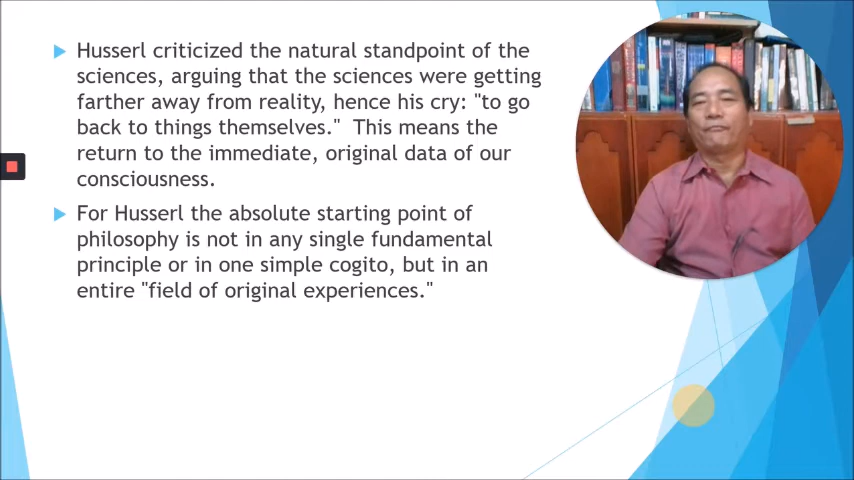 Husserl criticized the natural standpoint of the
sciences, arguing that the sciences were getting
farther away from reality, hence his cry: "to go
back to things themselves."  This means the
return to the immediate, original data of our
consciousness.
For Husserl the absolute starting point of
philosophy is not in any single fundamental
principle or in one simple cogito, but in an
entire "field of original experiences."